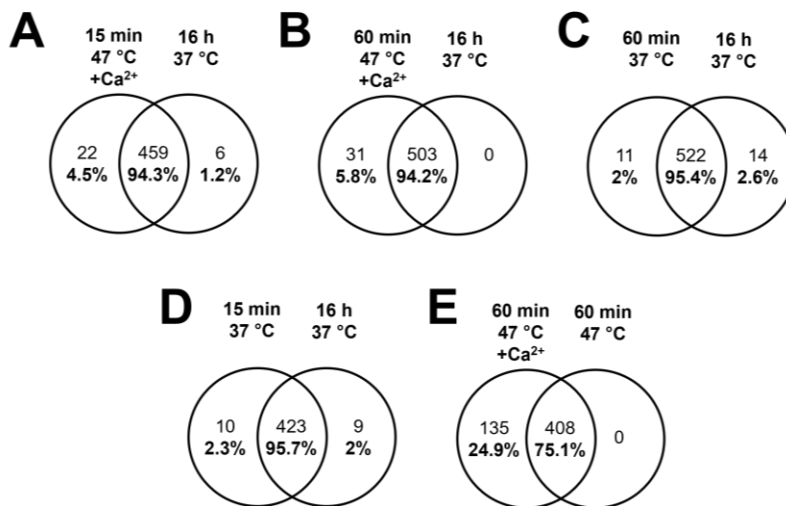 A
15 min
47 °C
+Ca²⁺
16 h
37 °C
22
4.5%
459
94.3%
6
1.2%
B
60 min
47 °C
+Ca²⁺
16 h
37 °C
31
5.8%
503
94.2%
0
C
60 min
37 °C
16 h
37 °C
11
2%
522
95.4%
14
2.6%
D
15 min
37 °C
16 h
37 °C
10
2.3%
423
95.7%
9
2%
E
60 min
47 °C
+Ca²⁺
60 min
47 °C
135
24.9%
408
75.1%
0